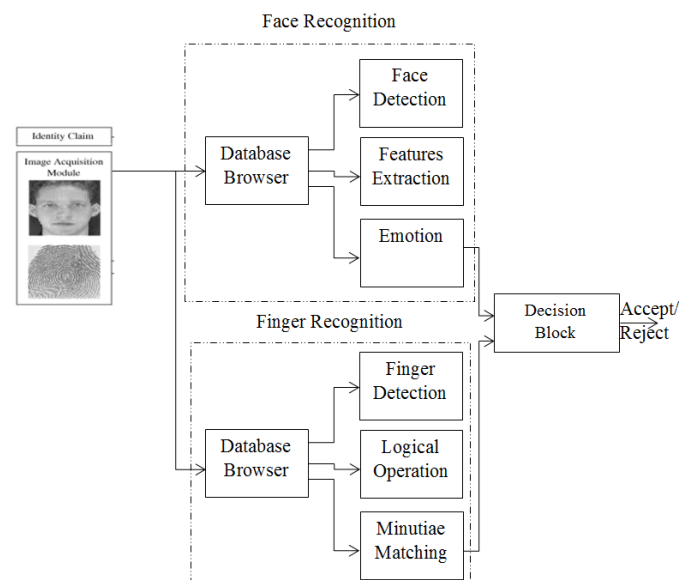 Face Recognition
Identity Claim
Image Acquisition
Module
Database
Browser
Face
Detection
Features
Extraction
Emotion
Finger Recognition
Database
Browser
Finger
Detection
Logical
Operation
Minutiae
Matching
Decision
Block
Accept/
Reject